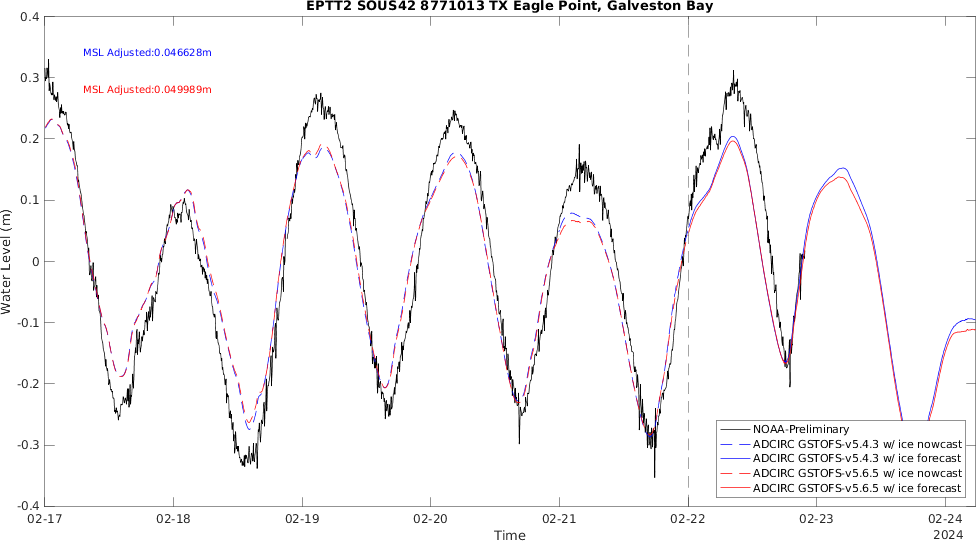 EPTT2 SOUS42 8771013 TX Eagle Point, Galveston Bay
0.4
0.3
0.2
0.1
0
-0.1
-0.2
-0.3
-0.4
Water Level (m)
MSL Adjusted:0.046628m
MSL Adjusted:0.049989m
NOAA-Preliminary
ADCIRC GSTOFS-v5.4.3 w/ ice nowcast
ADCIRC GSTOFS-v5.4.3 w/ ice forecast
ADCIRC GSTOFS-v5.6.5 w/ ice nowcast
ADCIRC GSTOFS-v5.6.5 w/ ice forecast
02-17 02-18 02-19 02-20 02-21 02-22 02-23 02-24
Time
2024